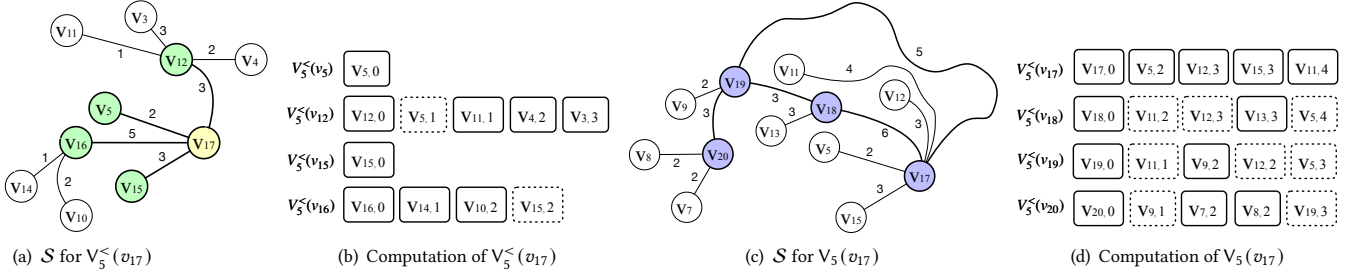 V3
V11
3
1
V12
2
V4
3
V5
2
V16
5
V17
1
3
V14
2
V15
V10
(a) S for V5<(v17)
V5<(v5) V5,0
V5<(v12) V12,0 V5,1 V11,1 V4,2 V3,3
V5<(v15) V15,0
V5<(v16) V16,0 V14,1 V10,2 V15,2
(b) Computation of V5<(v17)
5
V11
4
V19
2
V12
V9
3
V18
3
3
V13
3
6
V5
V8
2
V20
2
V17
2
3
V7
V15
(c) S for V5(v17)
V5<(v17) V17,0 V5,2 V12,3 V15,3 V11,4
V5<(v18) V18,0 V11,2 V12,3 V13,3 V5,4
V5<(v19) V19,0 V11,1 V9,2 V12,2 V5,3
V5<(v20) V20,0 V9,1 V7,2 V8,2 V19,3
(d) Computation of V5(v17)